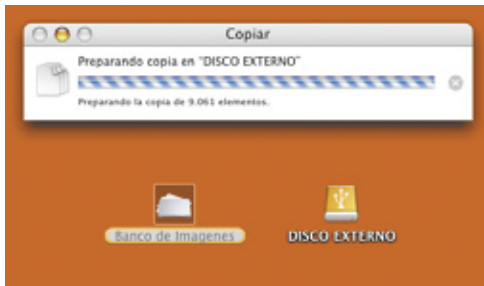 Copiar
Preparando copia en "DISCO EXTERNO"
Preparando la copia de 9.061 elementos.
Banco de Imagenes
DISCO EXTERNO